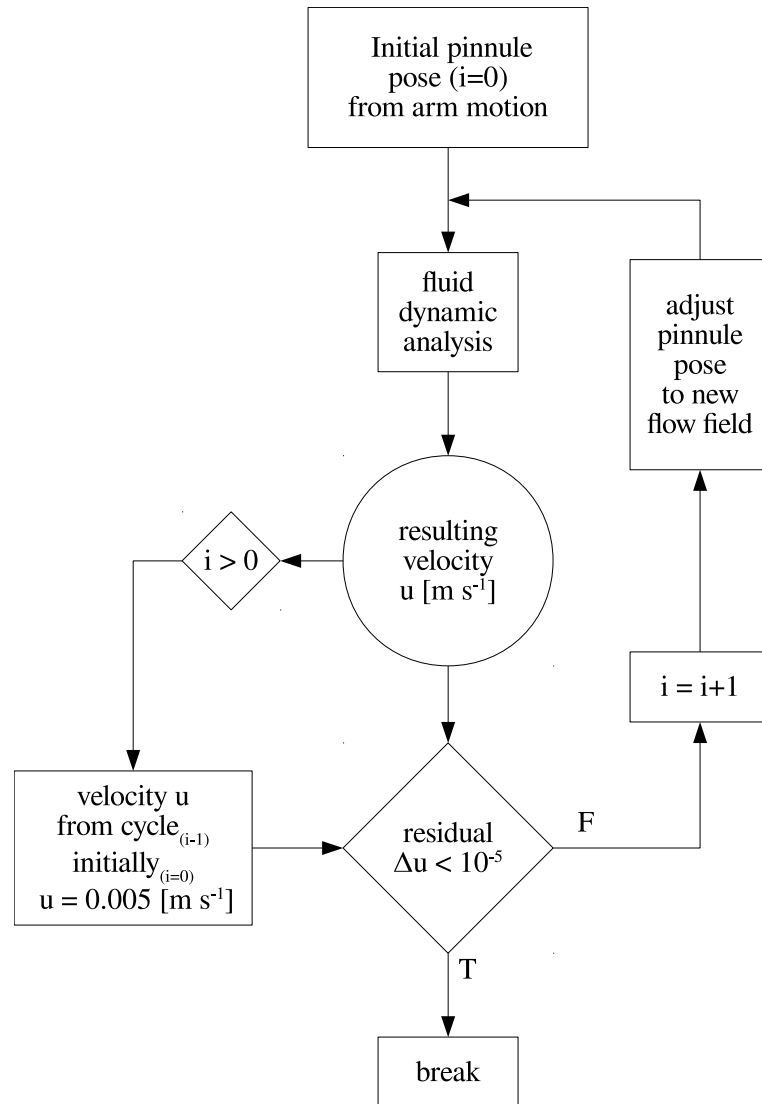 Initial pinnule
pose (i=0)
from arm motion
fluid
dynamic
analysis
adjust
pinnule
pose
to new
flow field
resulting
velocity
u [m s⁻¹]
i > 0
i = i+1
velocity u
from cycle₍ᵢ₋₁₎
initially₍ᵢ₌₀₎
u = 0.005 [m s⁻¹]
residual
Δu < 10⁻⁵
F
T
break